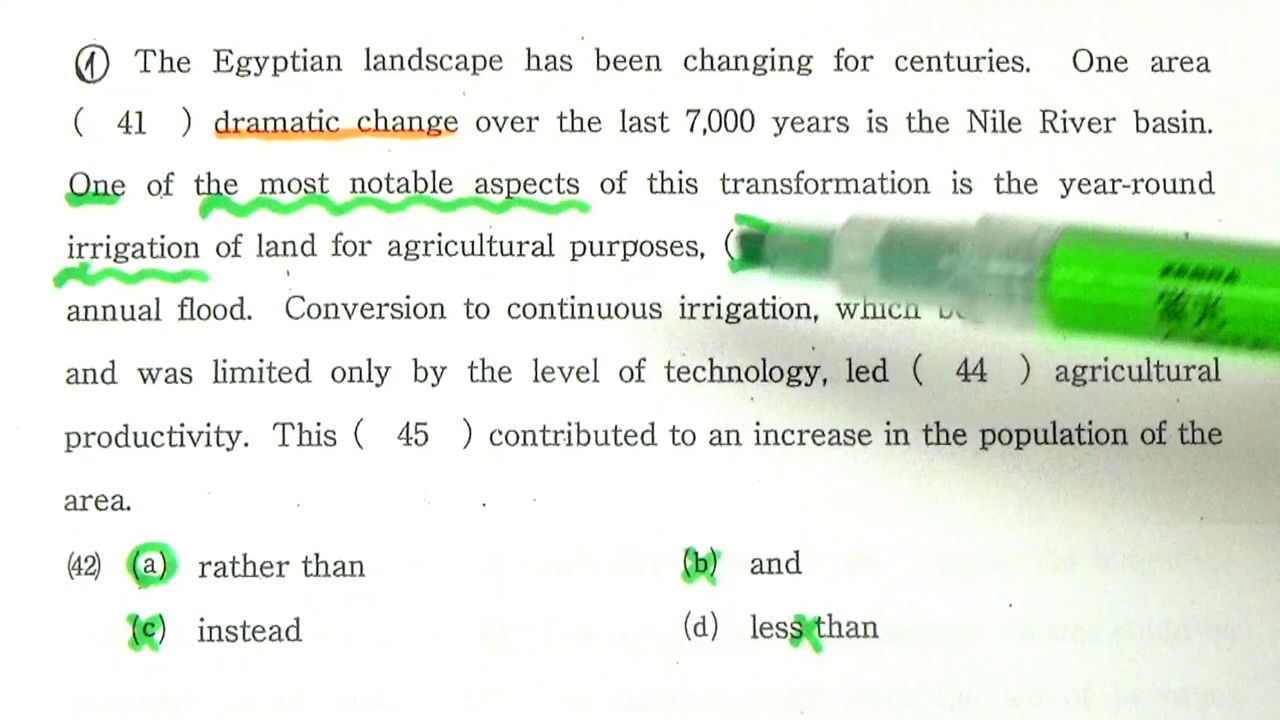 ① The Egyptian landscape has been changing for centuries. One area
( 41 ) dramatic change over the last 7,000 years is the Nile River basin.
One of the most notable aspects of this transformation is the year-round
irrigation of land for agricultural purposes, (
annual flood. Conversion to continuous irrigation, which
and was limited only by the level of technology, led ( 44 ) agricultural
productivity. This ( 45 ) contributed to an increase in the population of the
area.
(42) (a) rather than (b) and
(c) instead (d) less than
ZEBRA